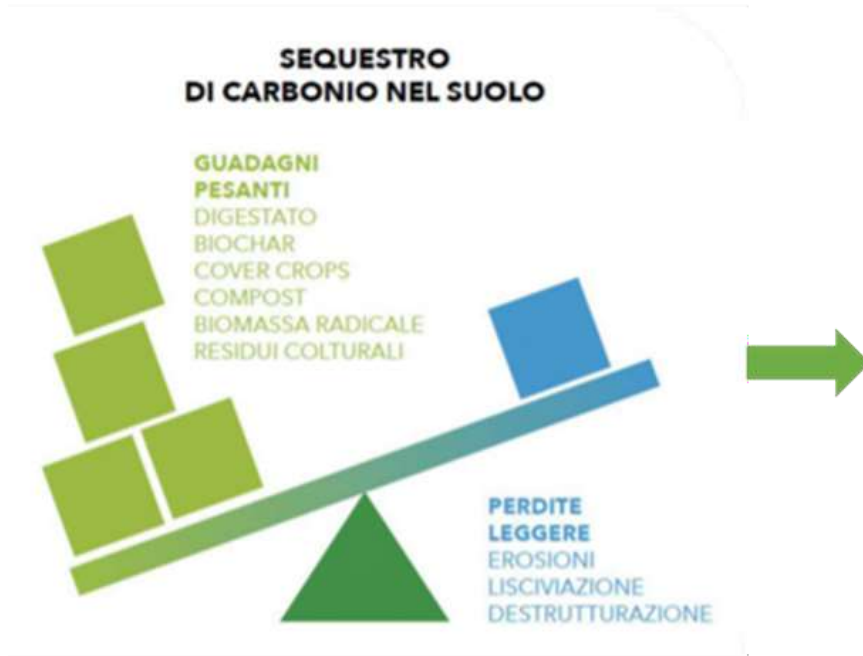 SEQUESTRO
DI CARBONIO NEL SUOLO
GUADAGNI
PESANTI
DIGESTATO
BIOCHAR
COVER CROPS
COMPOST
BIOMASSA RADICALE
RESIDUI COLTURALI
PERDITE
LEGGERE
EROSIONI
LISCIVIAZIONE
DESTRUTTURAZIONE